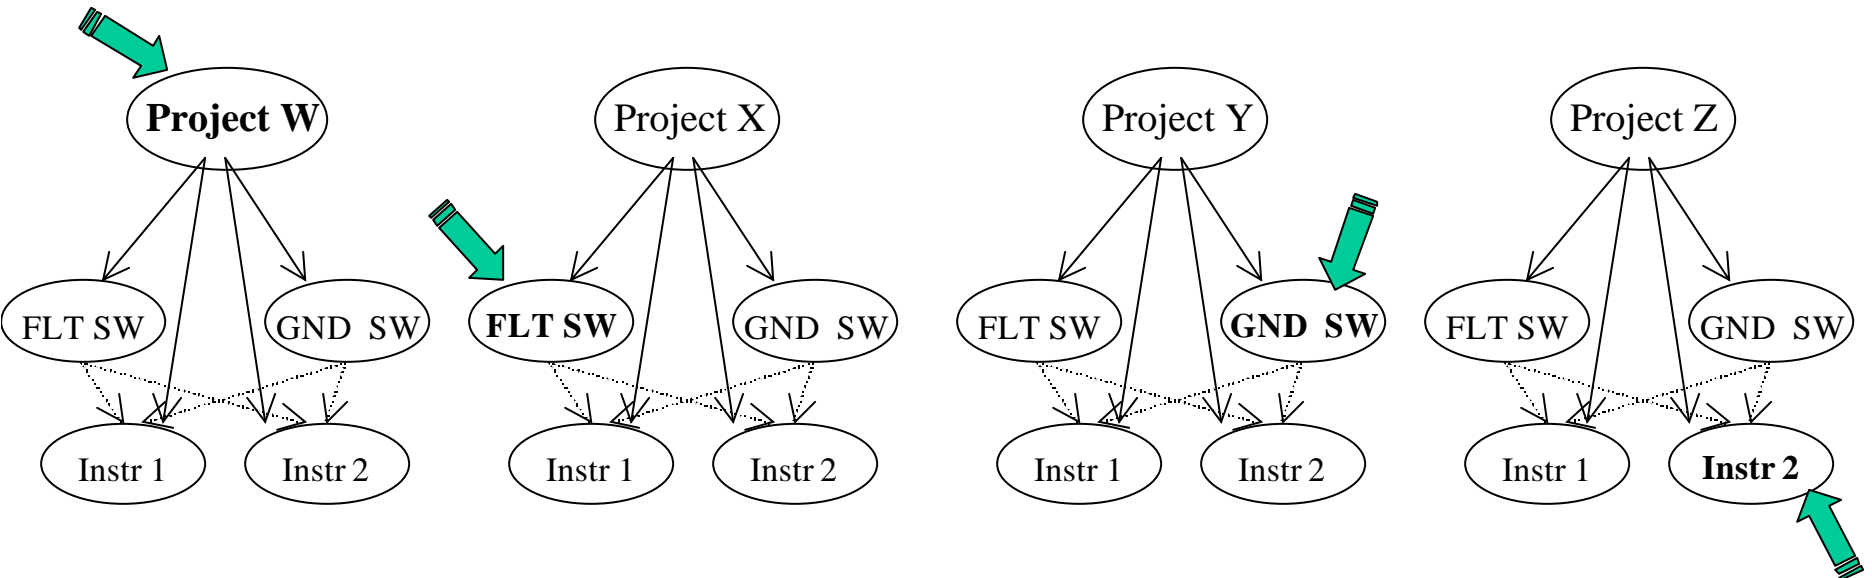 Project W
Project X
Project Y
Project Z
FLT SW
GND SW
FLT SW
GND SW
FLT SW
GND SW
FLT SW
GND SW
Instr 1
Instr 2
Instr 1
Instr 2
Instr 1
Instr 2
Instr 1
Instr 2